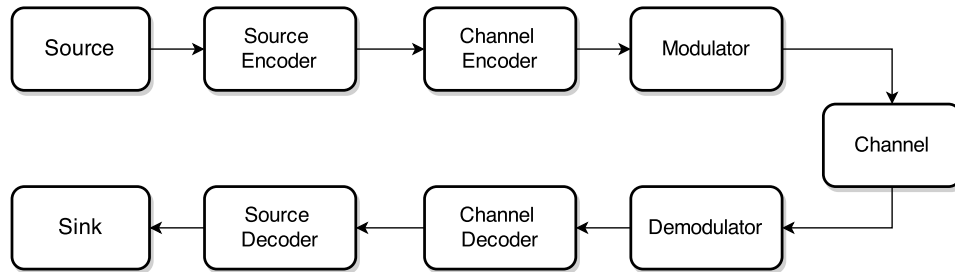 Source
Source
Encoder
Channel
Encoder
Modulator
Channel
Sink
Source
Decoder
Channel
Decoder
Demodulator